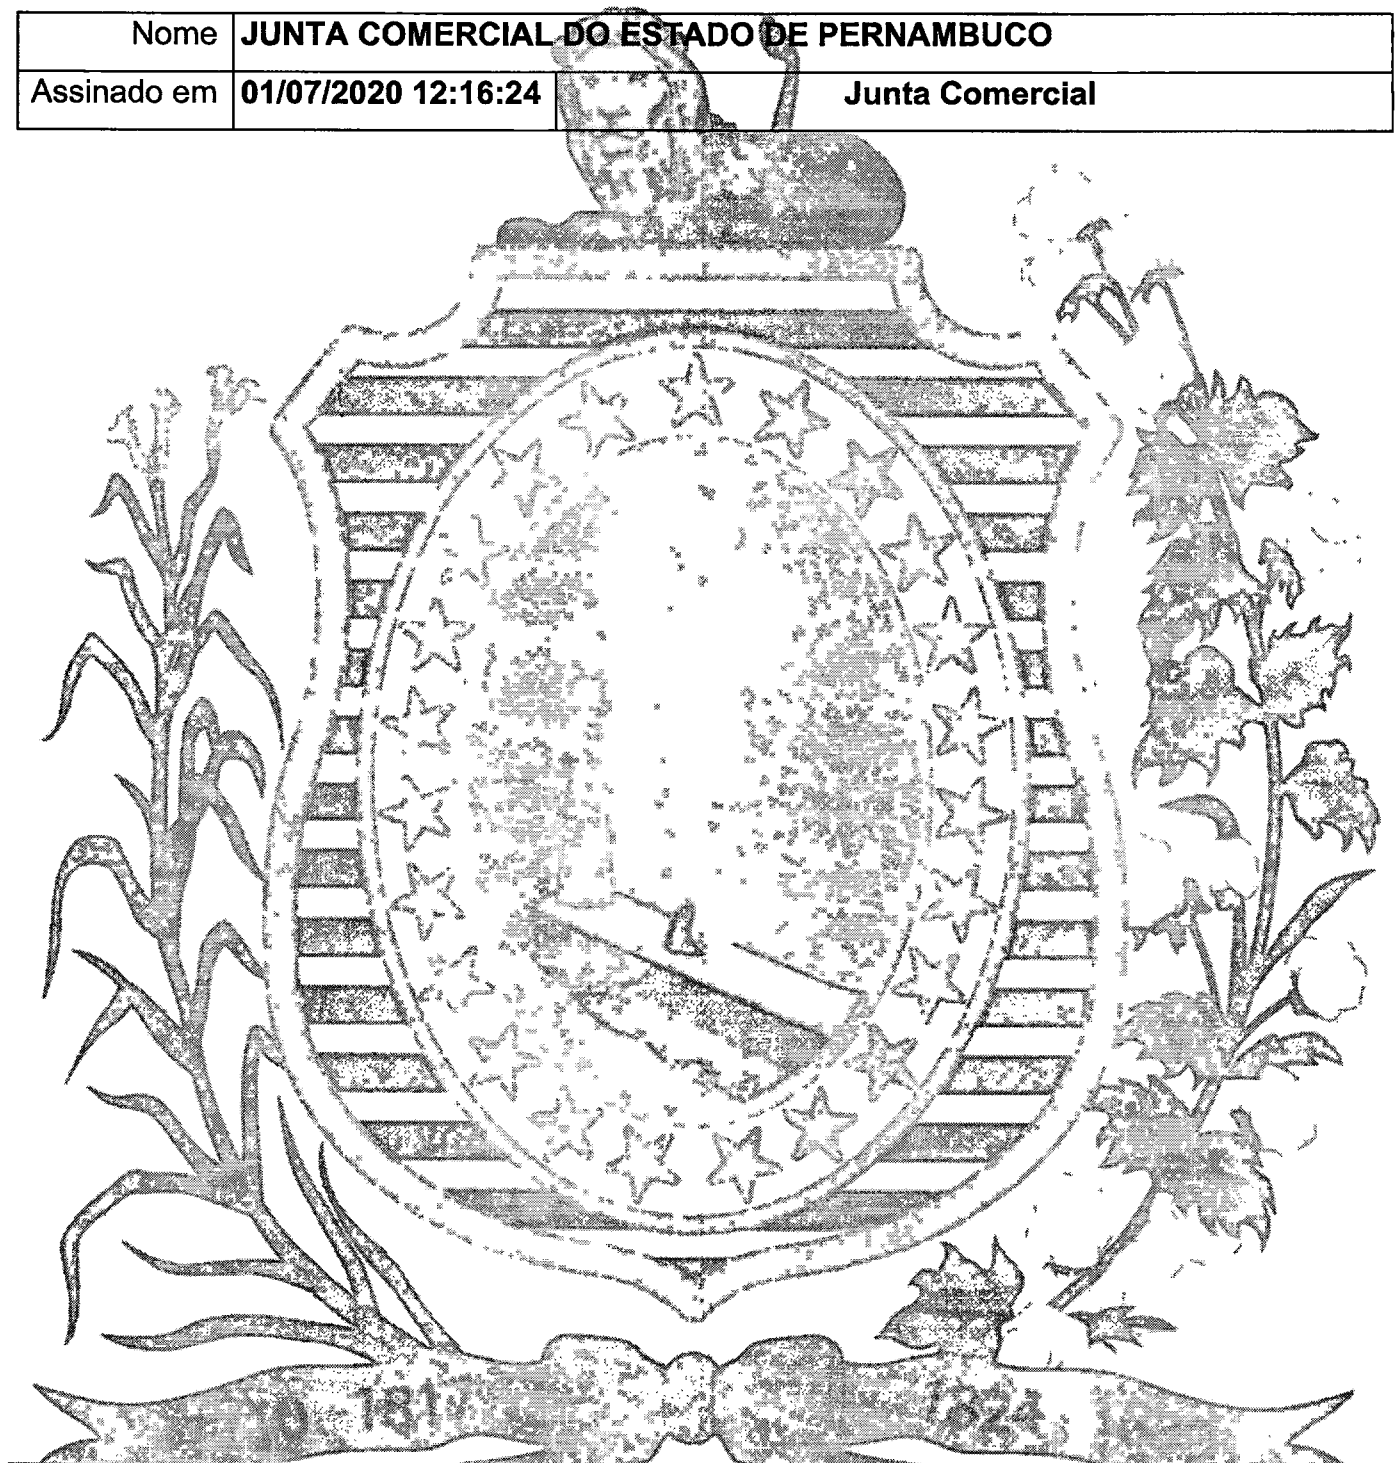 Nome JUNTA COMERCIAL DO ESTADO DE PERNAMBUCO
Assinado em 01/07/2020 12:16:24 Junta Comercial